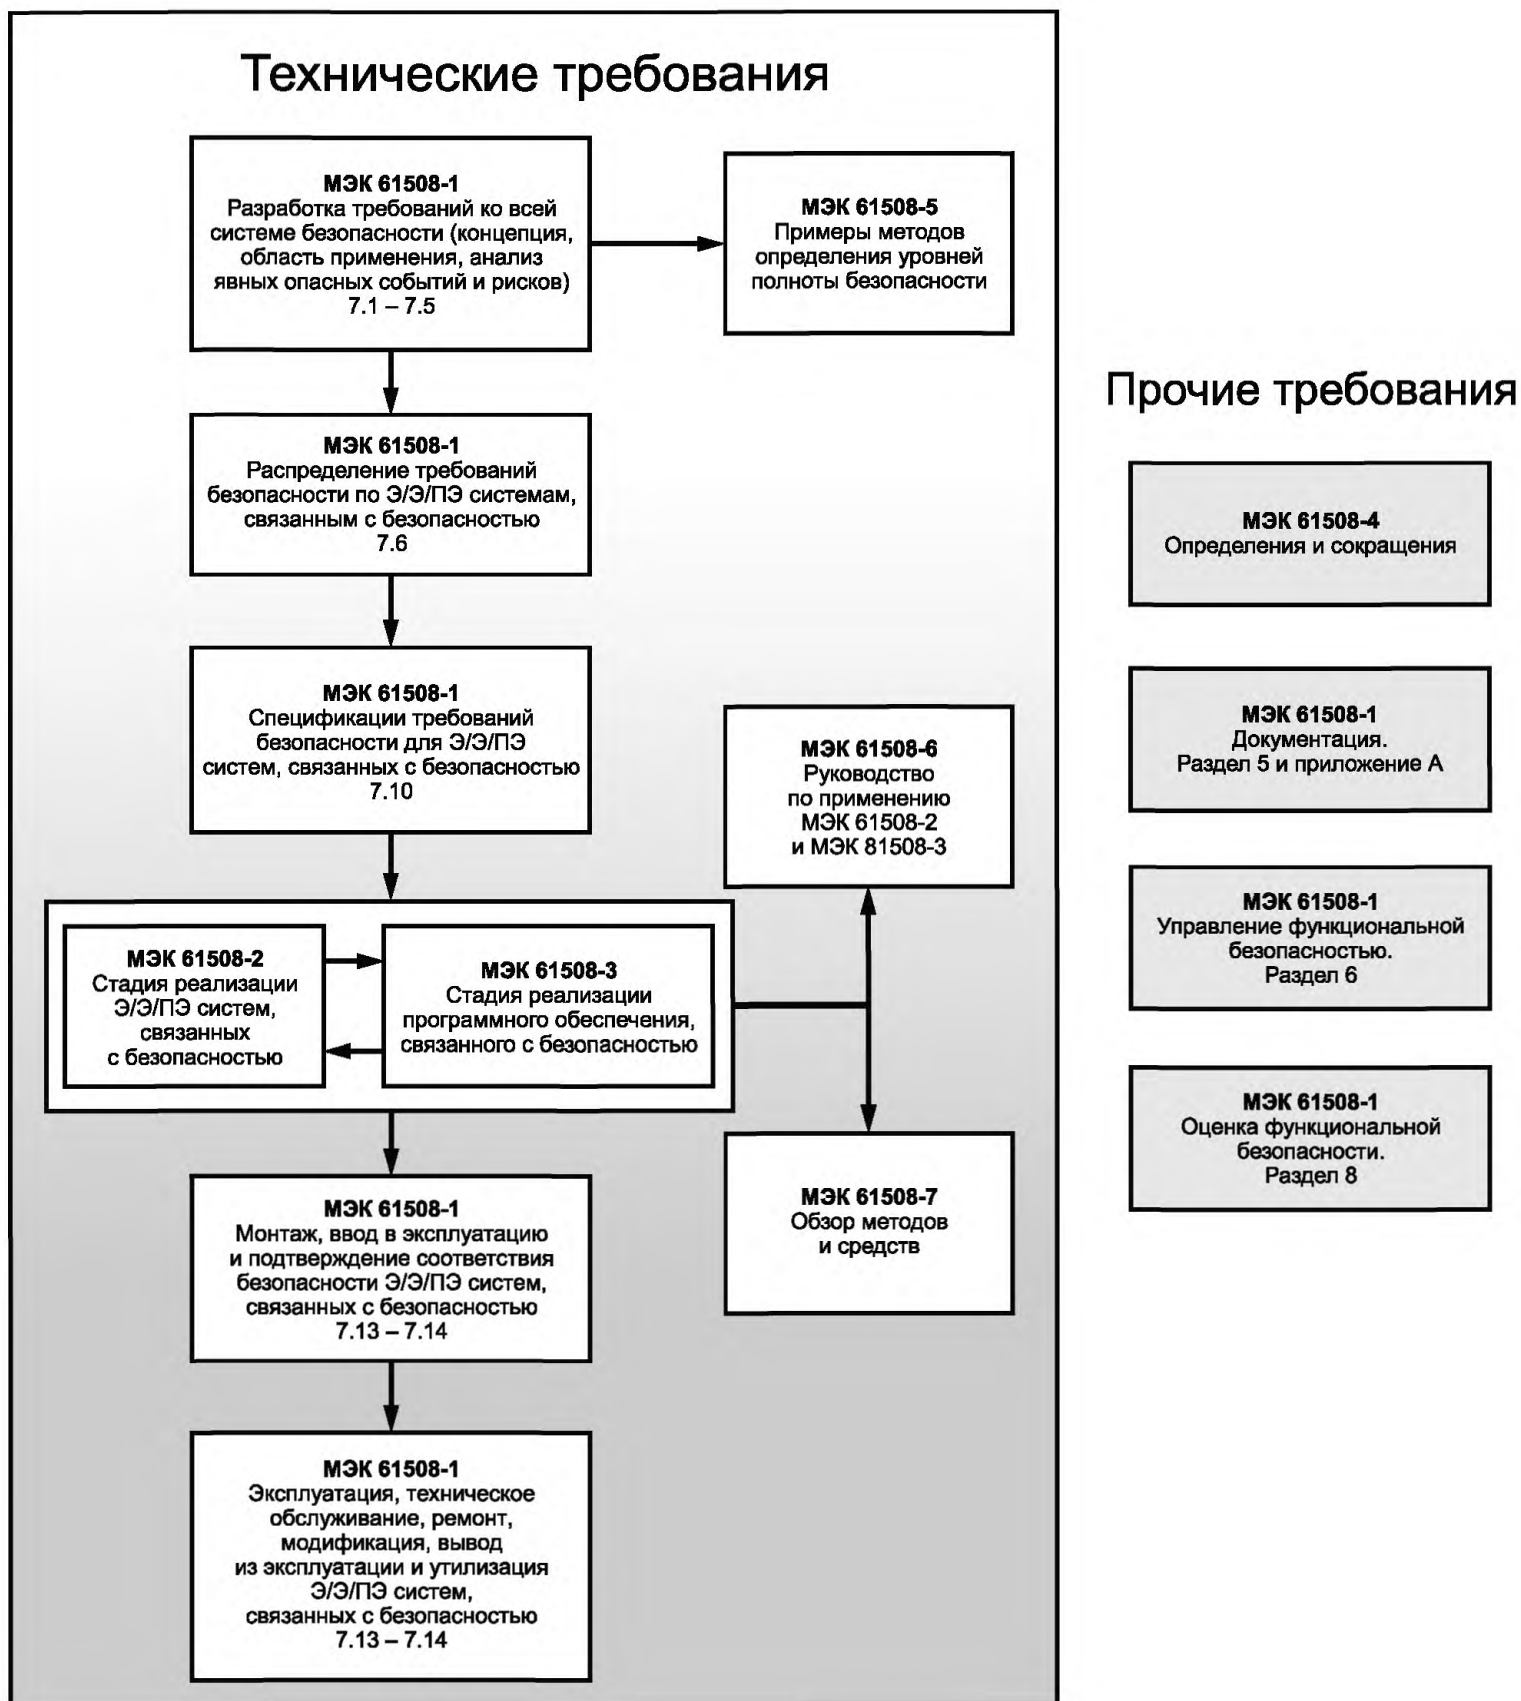 Технические требования
МЭК 61508-1
Разработка требований ко всей
системе безопасности (концепция,
область применения, анализ
явных опасных событий и рисков)
7.1 – 7.5
МЭК 61508-5
Примеры методов
определения уровней
полноты безопасности
МЭК 61508-1
Распределение требований
безопасности по Э/Э/ПЭ системам,
связанным с безопасностью
7.6
МЭК 61508-1
Спецификации требований
безопасности для Э/Э/ПЭ
систем, связанных с безопасностью
7.10
МЭК 61508-6
Руководство
по применению
МЭК 61508-2
и МЭК 81508-3
МЭК 61508-2
Стадия реализации
Э/Э/ПЭ систем,
связанных
с безопасностью
МЭК 61508-3
Стадия реализации
программного обеспечения,
связанного с безопасностью
МЭК 61508-7
Обзор методов
и средств
МЭК 61508-1
Монтаж, ввод в эксплуатацию
и подтверждение соответствия
безопасности Э/Э/ПЭ систем,
связанных с безопасностью
7.13 – 7.14
МЭК 61508-1
Эксплуатация, техническое
обслуживание, ремонт,
модификация, вывод
из эксплуатации и утилизация
Э/Э/ПЭ систем,
связанных с безопасностью
7.13 – 7.14
Прочие требования
МЭК 61508-4
Определения и сокращения
МЭК 61508-1
Документация.
Раздел 5 и приложение А
МЭК 61508-1
Управление функциональной
безопасностью.
Раздел 6
МЭК 61508-1
Оценка функциональной
безопасности.
Раздел 8